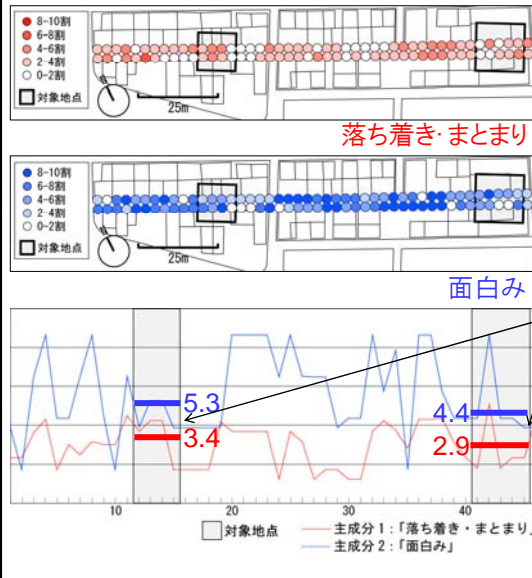 8-10割
6-8割
4-6割
2-4割
0-2割
対象地点
25m
落ち着き・まとまり
8-10割
6-8割
4-6割
2-4割
0-2割
対象地点
25m
面白み
5.3
3.4
4.4
2.9
10
20
30
40
対象地点
主成分1:「落ち着き・まとまり」
主成分2:「面白み」